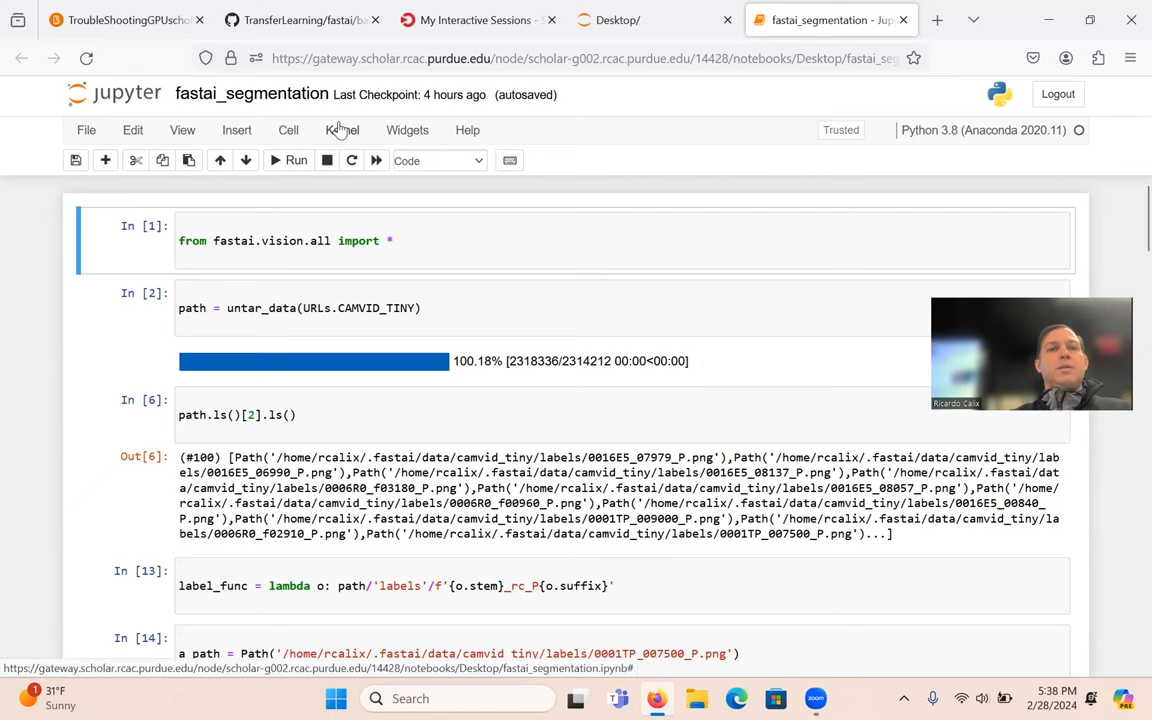 TroubleShootingGPUschol
TransferLearning/fastai/ba
My Interactive Sessions - S
Desktop/
fastai_segmentation - Jup
https://gateway.scholar.rcac.purdue.edu/node/scholar-g002.rcac.purdue.edu/14428/notebooks/Desktop/fastai_seg
jupyter fastai_segmentation Last Checkpoint: 4 hours ago (autosaved)
Logout
File Edit View Insert Cell Kernel Widgets Help
Trusted
Python 3.8 (Anaconda 2020.11)
Run
Code
In [1]:
from fastai.vision.all import *
In [2]:
path = untar_data(URLs.CAMVID_TINY)
100.18% [2318336/2314212 00:00<00:00]
Ricardo Calix
In [6]:
path.ls()[2].ls()
Out[6]:
(#100) [Path('/home/rcalix/.fastai/data/camvid_tiny/labels/0016E5_07979_P.png'),Path('/home/rcalix/.fastai/data/camvid_tiny/lab
els/0016E5_06990_P.png'),Path('/home/rcalix/.fastai/data/camvid_tiny/labels/0016E5_08137_P.png'),Path('/home/rcalix/.fastai/dat
a/camvid_tiny/labels/0006R0_f03180_P.png'),Path('/home/rcalix/.fastai/data/camvid_tiny/labels/0016E5_08057_P.png'),Path('/home/
rcalix/.fastai/data/camvid_tiny/labels/0006R0_f00960_P.png'),Path('/home/rcalix/.fastai/data/camvid_tiny/labels/0016E5_00840_
P.png'),Path('/home/rcalix/.fastai/data/camvid_tiny/labels/0001TP_009000_P.png'),Path('/home/rcalix/.fastai/data/camvid_tiny/la
bels/0006R0_f02910_P.png'),Path('/home/rcalix/.fastai/data/camvid_tiny/labels/0001TP_007500_P.png')...]
In [13]:
label_func = lambda o: path/'labels'/f'{o.stem}_rc_P{o.suffix}'
In [14]:
a_path = Path('/home/rcalix/.fastai/data/camvid_tiny/labels/0001TP_007500_P.png')
https://gateway.scholar.rcac.purdue.edu/node/scholar-g002.rcac.purdue.edu/14428/notebooks/Desktop/fastai_segmentation.ipynb#
1
31°F
Sunny
Search
zoom
PRE
5:38 PM
2/28/2024